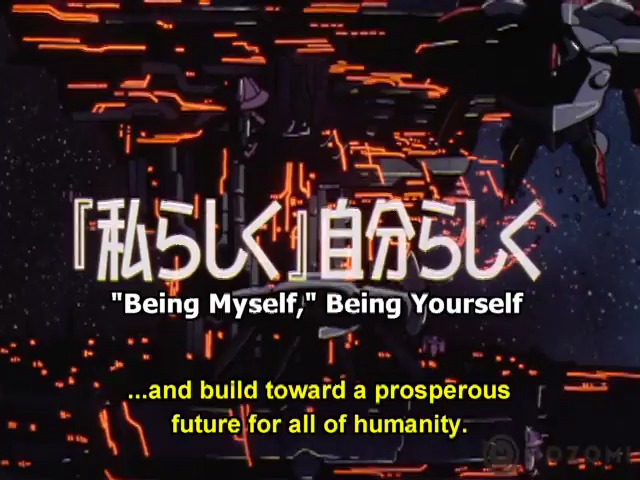 『私らしく』自分らしく
"Being Myself," Being Yourself
...and build toward a prosperous
future for all of humanity.
NOZOMI